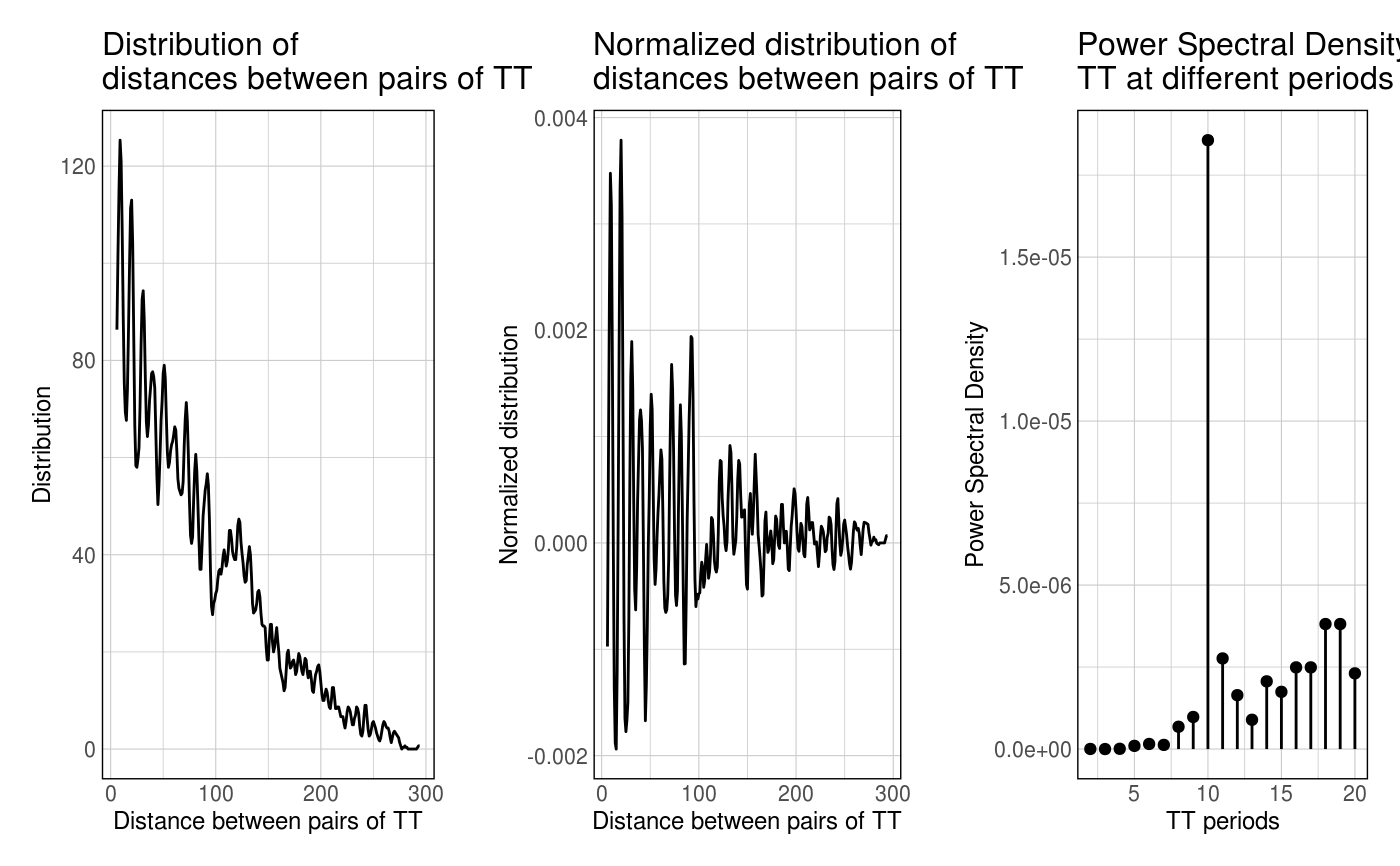 Distribution of
distances between pairs of TT
Normalized distribution of
distances between pairs of TT
Power Spectral Density
TT at different periods
120
80
40
0
Distribution
0 100 200 300
Distance between pairs of TT
0.004
0.002
0.000
-0.002
Normalized distribution
0 100 200 300
Distance between pairs of TT
1.5e-05
1.0e-05
5.0e-06
0.0e+00
Power Spectral Density
5 10 15 20
TT periods